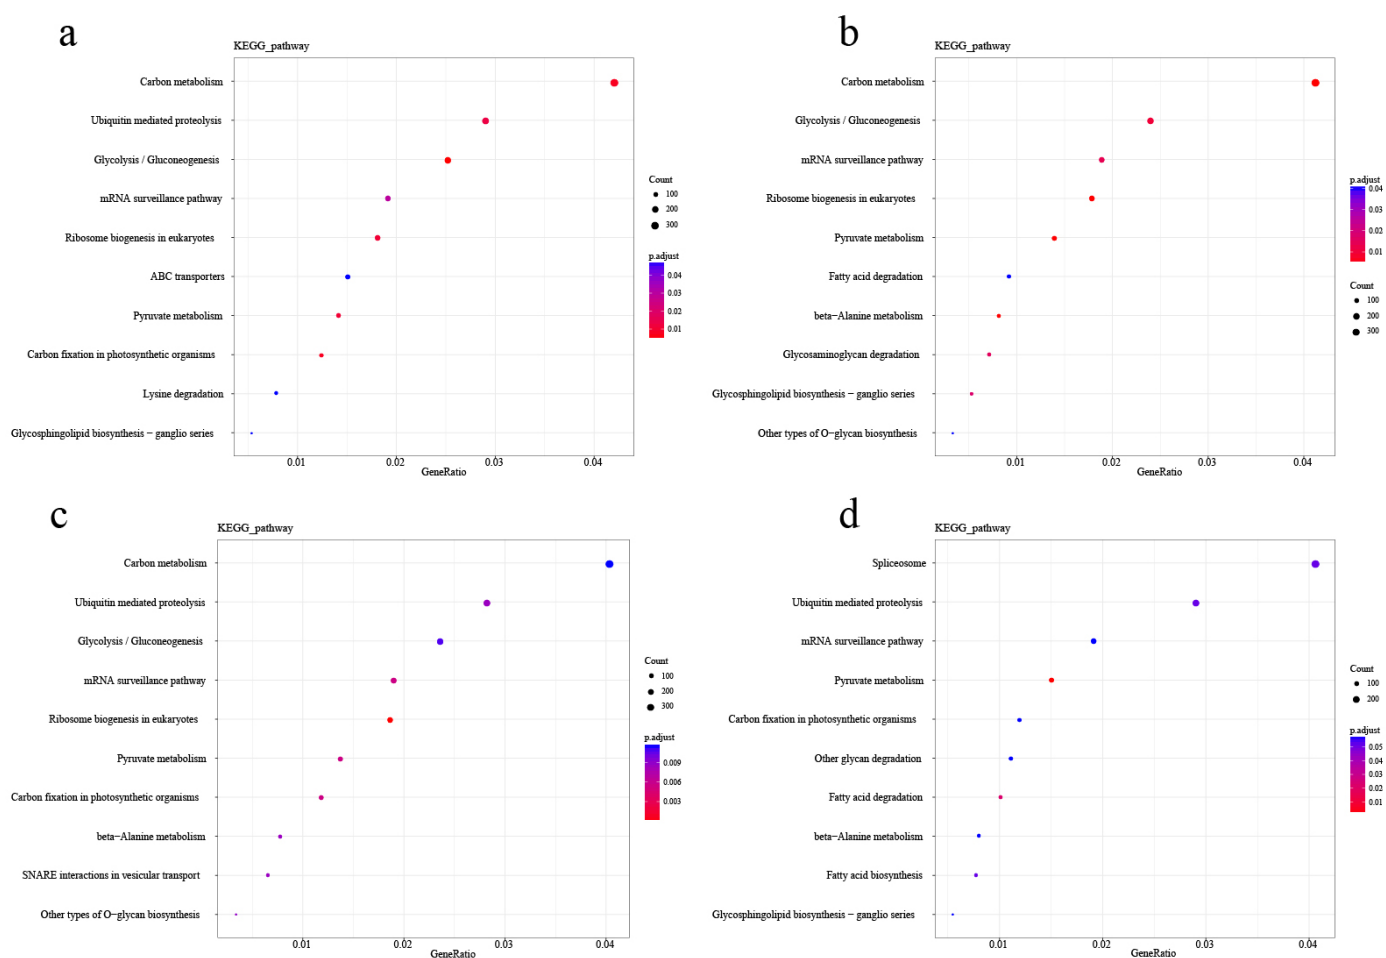 a
KEGG_pathway
Carbon metabolism
Ubiquitin mediated proteolysis
Glycolysis / Gluconeogenesis
mRNA surveillance pathway
Ribosome biogenesis in eukaryotes
ABC transporters
Pyruvate metabolism
Carbon fixation in photosynthetic organisms
Lysine degradation
Glycosphingolipid biosynthesis − ganglio series
0.01 0.02 0.03 0.04
GeneRatio
Count
100
200
300
p.adjust
0.04
0.03
0.02
0.01
b
KEGG_pathway
Carbon metabolism
Glycolysis / Gluconeogenesis
mRNA surveillance pathway
Ribosome biogenesis in eukaryotes
Pyruvate metabolism
Fatty acid degradation
beta−Alanine metabolism
Glycosaminoglycan degradation
Glycosphingolipid biosynthesis − ganglio series
Other types of O−glycan biosynthesis
0.01 0.02 0.03 0.04
GeneRatio
p.adjust
0.04
0.03
0.02
0.01
Count
100
200
300
c
KEGG_pathway
Carbon metabolism
Ubiquitin mediated proteolysis
Glycolysis / Gluconeogenesis
mRNA surveillance pathway
Ribosome biogenesis in eukaryotes
Pyruvate metabolism
Carbon fixation in photosynthetic organisms
beta−Alanine metabolism
SNARE interactions in vesicular transport
Other types of O−glycan biosynthesis
0.01 0.02 0.03 0.04
GeneRatio
Count
100
200
300
p.adjust
0.009
0.006
0.003
d
KEGG_pathway
Spliceosome
Ubiquitin mediated proteolysis
mRNA surveillance pathway
Pyruvate metabolism
Carbon fixation in photosynthetic organisms
Other glycan degradation
Fatty acid degradation
beta−Alanine metabolism
Fatty acid biosynthesis
Glycosphingolipid biosynthesis − ganglio series
0.01 0.02 0.03 0.04
GeneRatio
Count
100
200
p.adjust
0.05
0.04
0.03
0.02
0.01